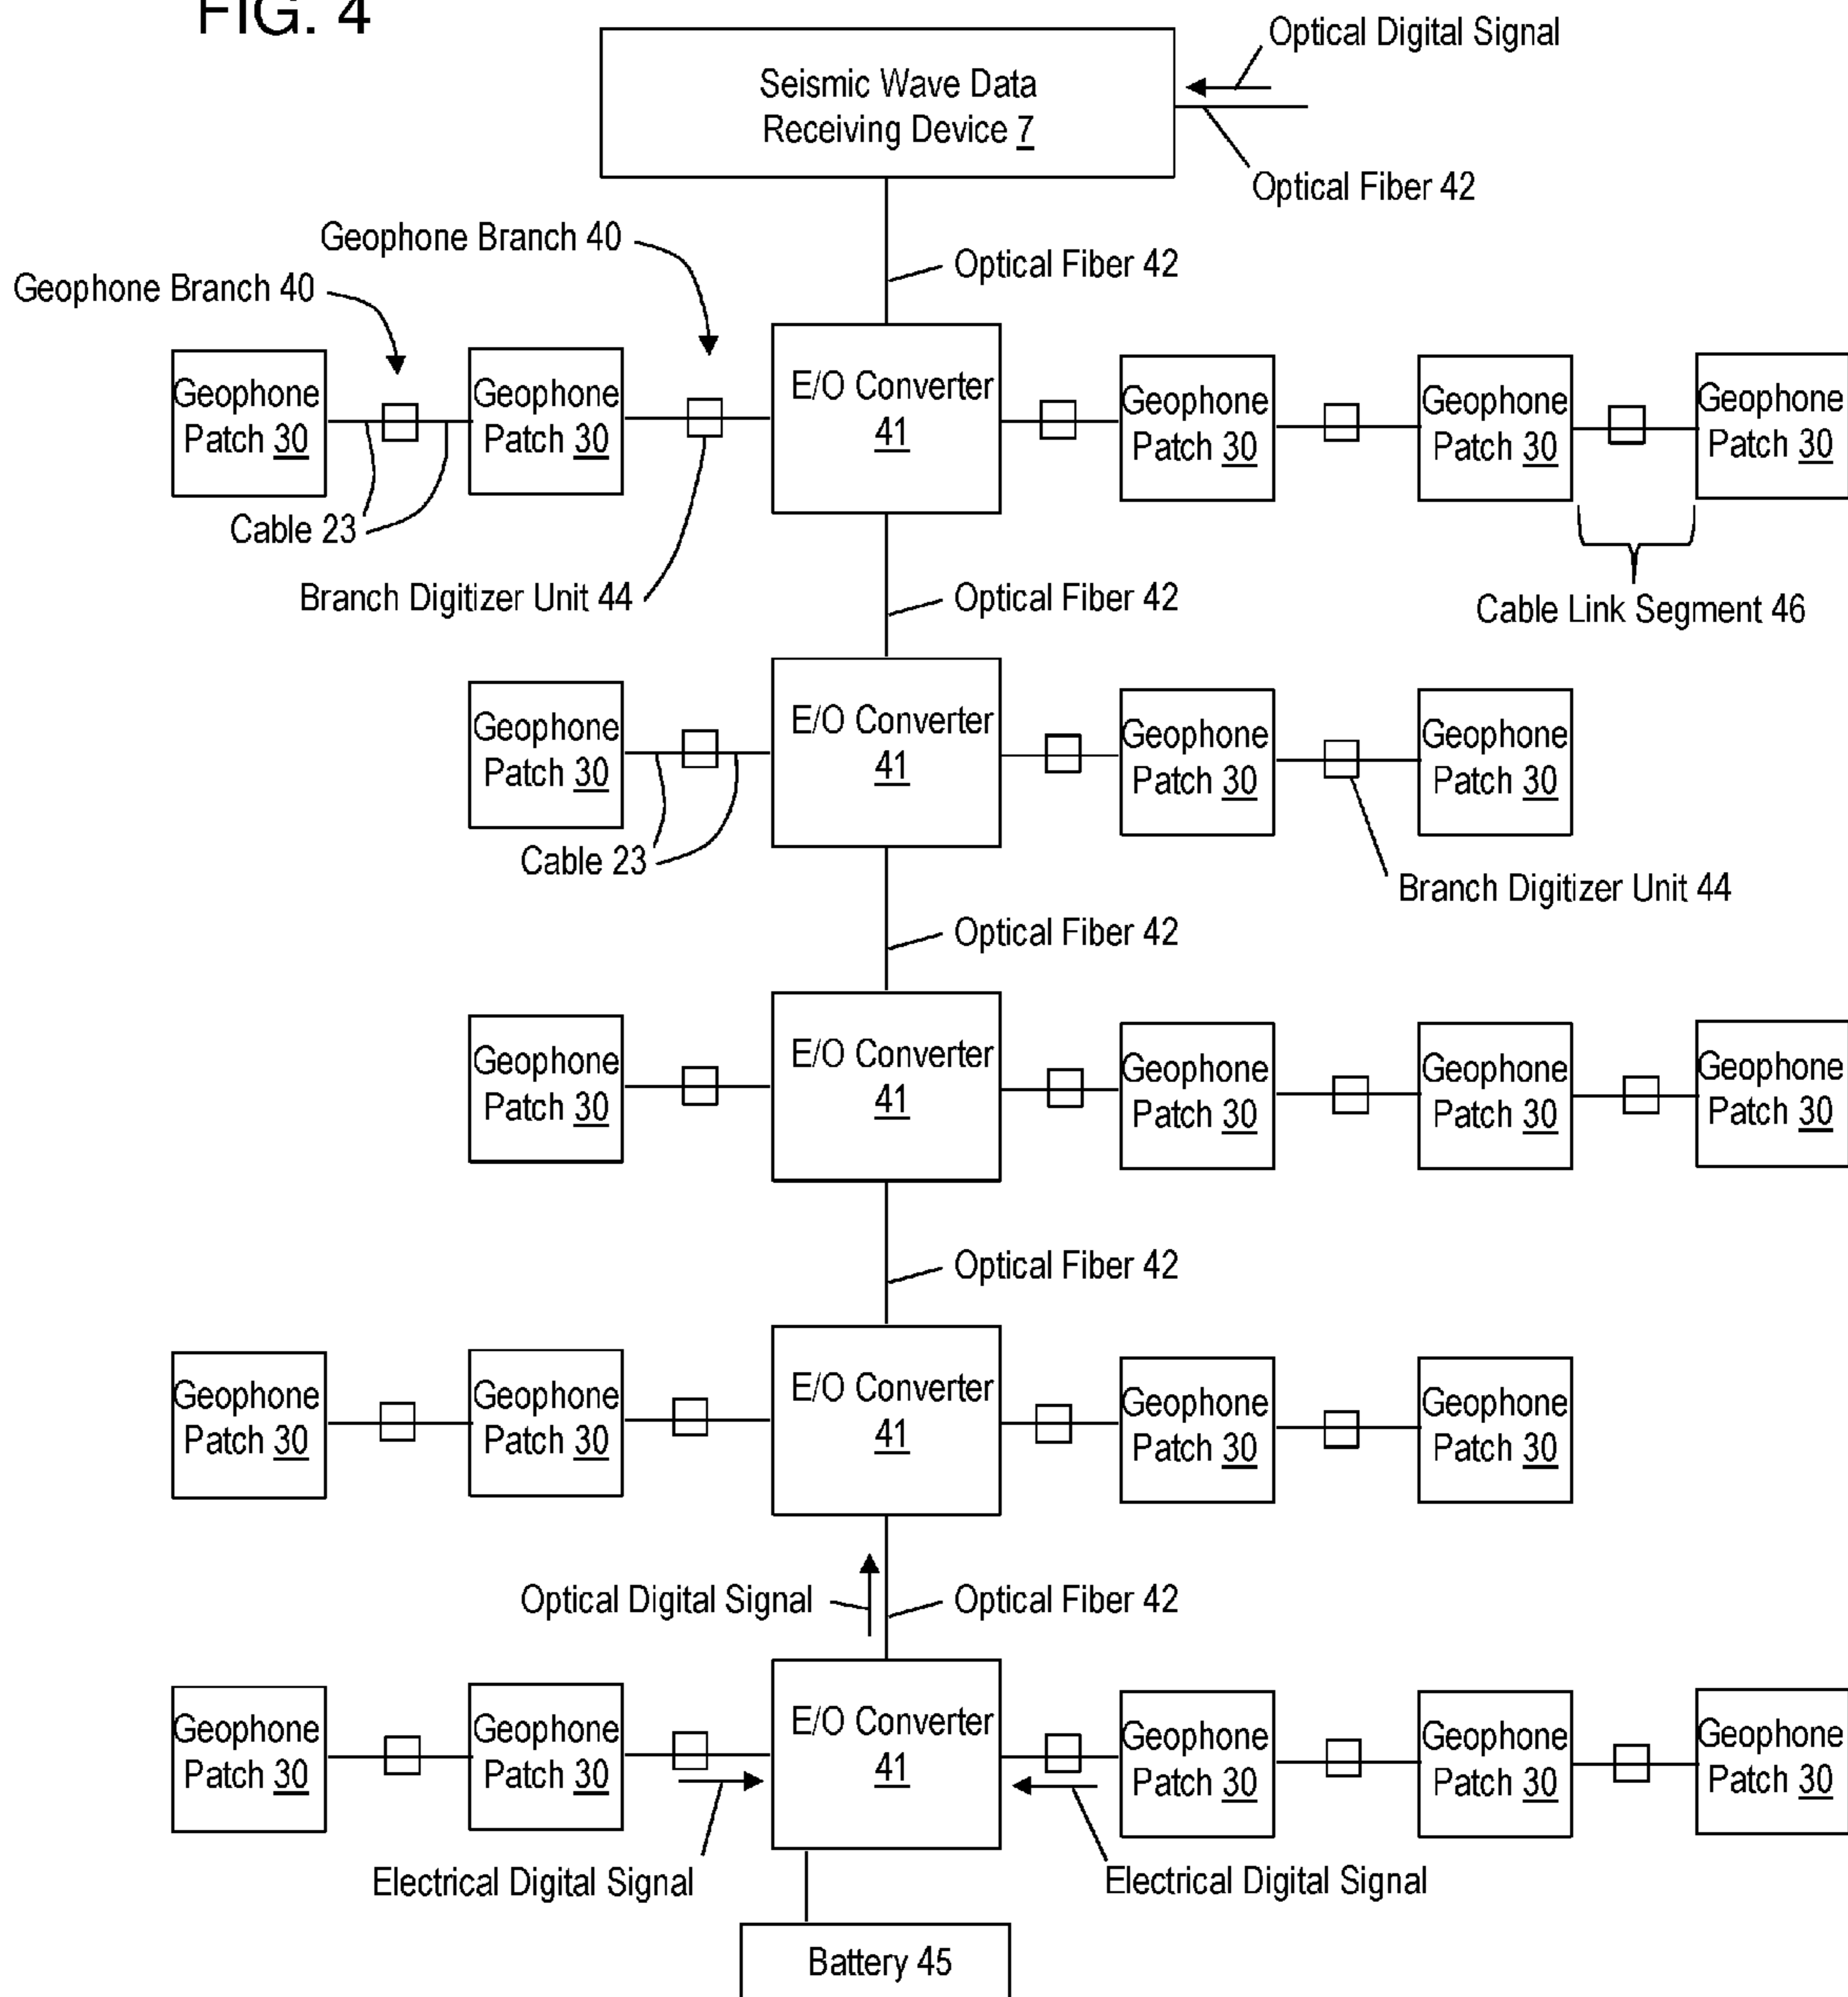 FIG. 4
Optical Digital Signal
Seismic Wave Data
Receiving Device 7
Optical Fiber 42
Geophone Branch 40
Optical Fiber 42
Geophone Branch 40
Geophone
Patch 30
Geophone
Patch 30
E/O Converter
41
Geophone
Patch 30
Geophone
Patch 30
Geophone
Patch 30
Cable 23
Branch Digitizer Unit 44
Optical Fiber 42
Cable Link Segment 46
Geophone
Patch 30
E/O Converter
41
Geophone
Patch 30
Geophone
Patch 30
Cable 23
Branch Digitizer Unit 44
Optical Fiber 42
Geophone
Patch 30
E/O Converter
41
Geophone
Patch 30
Geophone
Patch 30
Geophone
Patch 30
Optical Fiber 42
Geophone
Patch 30
Geophone
Patch 30
E/O Converter
41
Geophone
Patch 30
Geophone
Patch 30
Optical Digital Signal
Optical Fiber 42
Geophone
Patch 30
Geophone
Patch 30
E/O Converter
41
Geophone
Patch 30
Geophone
Patch 30
Geophone
Patch 30
Electrical Digital Signal
Electrical Digital Signal
Battery 45